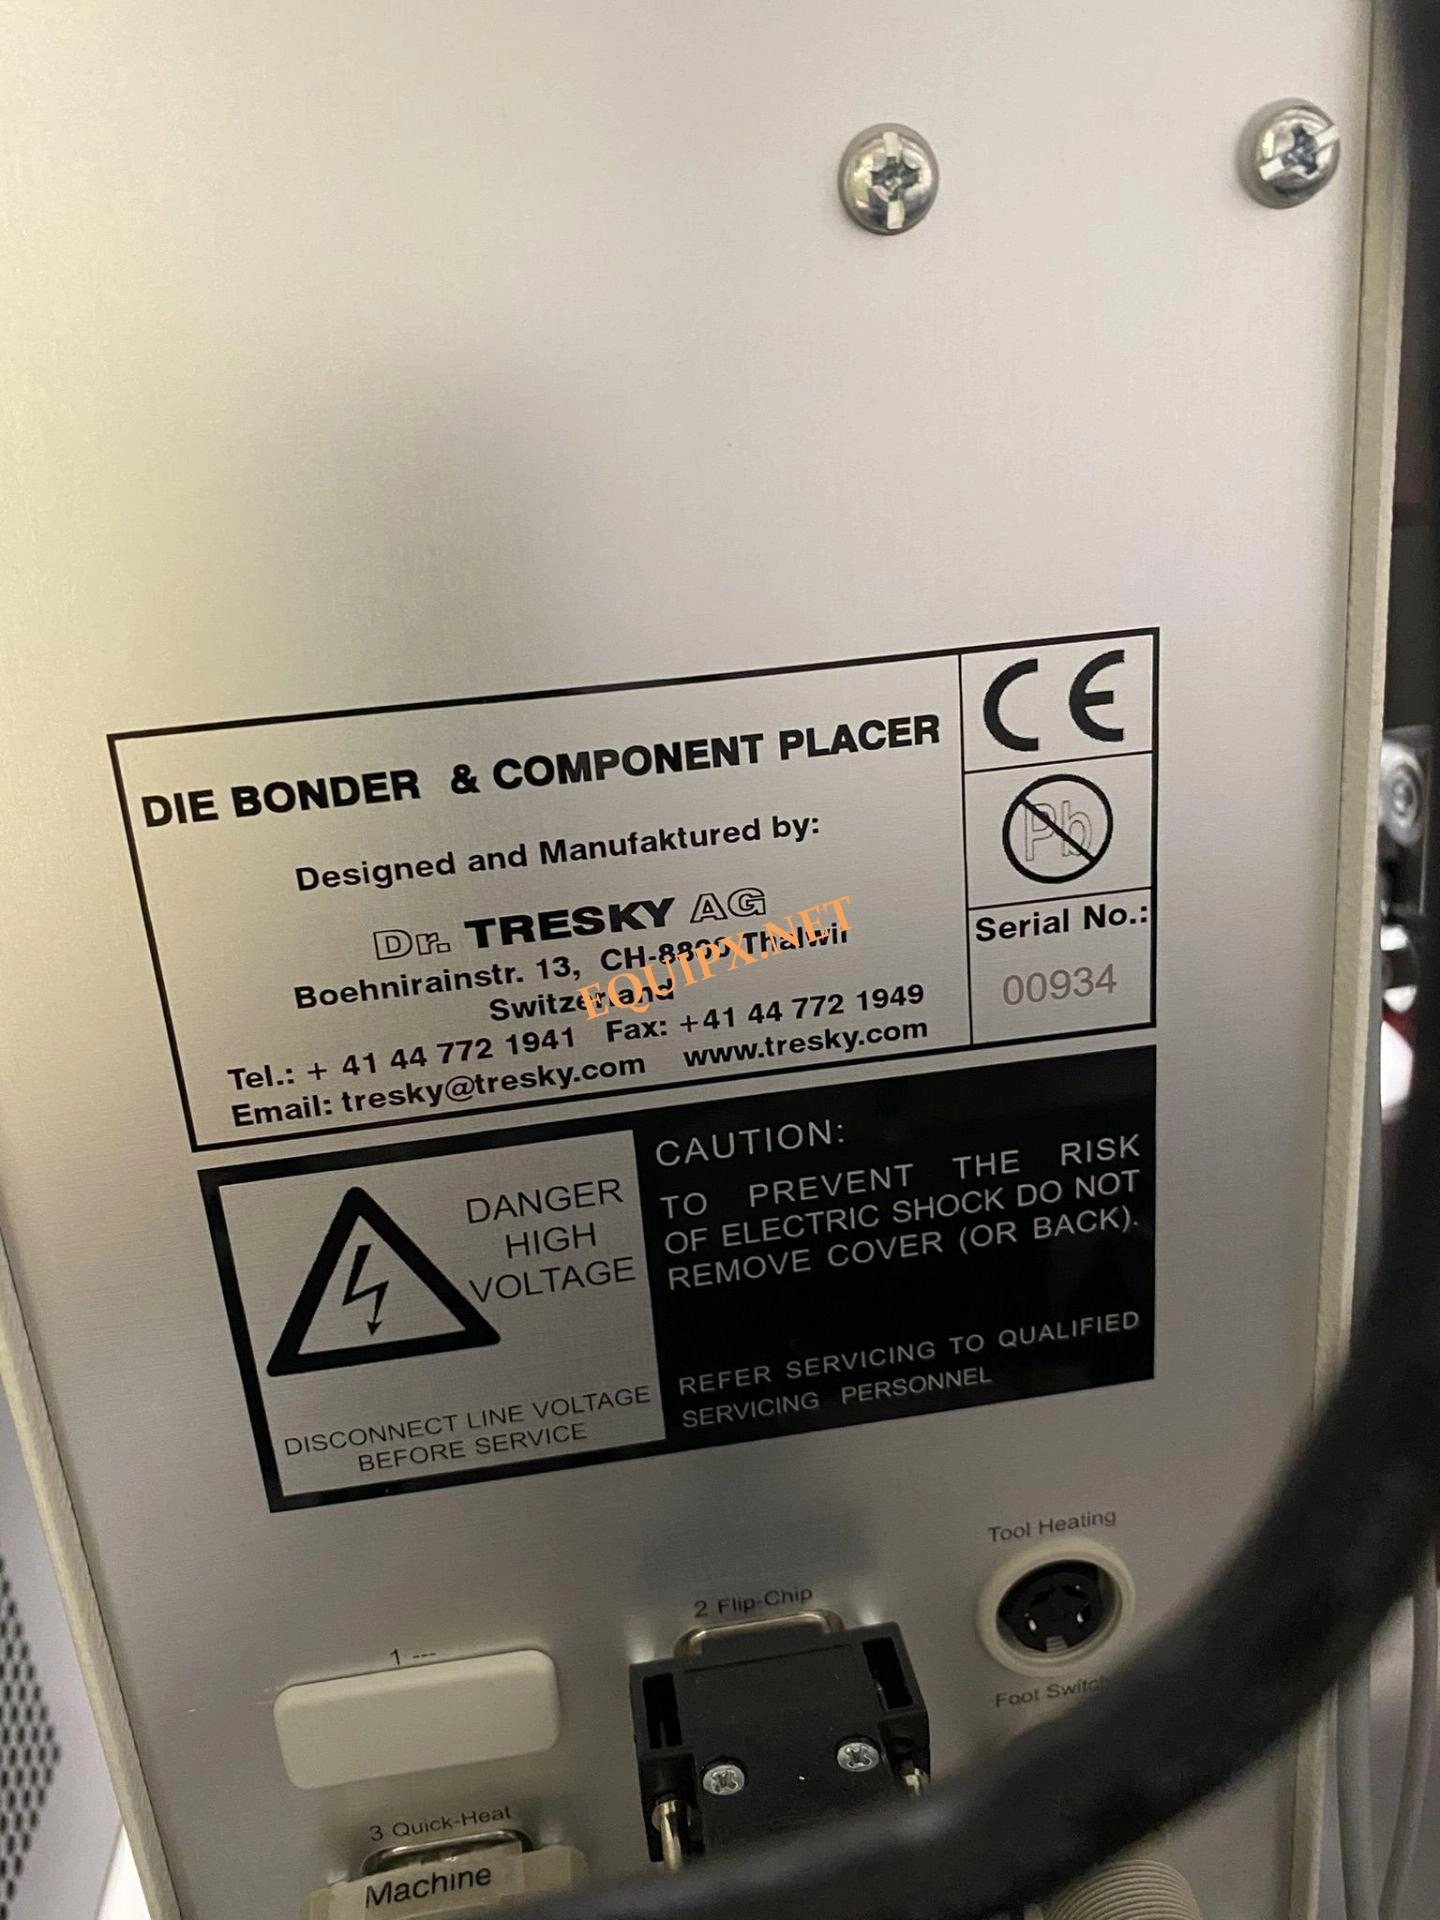 DIE BONDER & COMPONENT PLACER
Designed and Manufaktured by:
Dr. TRESKY AG
Boehnirainstr. 13, CH-8800 Thalwil
Switzerland
Tel.: + 41 44 772 1941 Fax: +41 44 772 1949
Email: tresky@tresky.com www.tresky.com
CE
Pb
Serial No.:
00934
EQUIPX.NET
DANGER
HIGH
VOLTAGE
DISCONNECT LINE VOLTAGE
BEFORE SERVICE
CAUTION:
TO PREVENT THE RISK
OF ELECTRIC SHOCK DO NOT
REMOVE COVER (OR BACK).
REFER SERVICING TO QUALIFIED
SERVICING PERSONNEL
Tool Heating
2 Flip-Chip
1 ---
Foot Switch
3 Quick-Heat
Machine